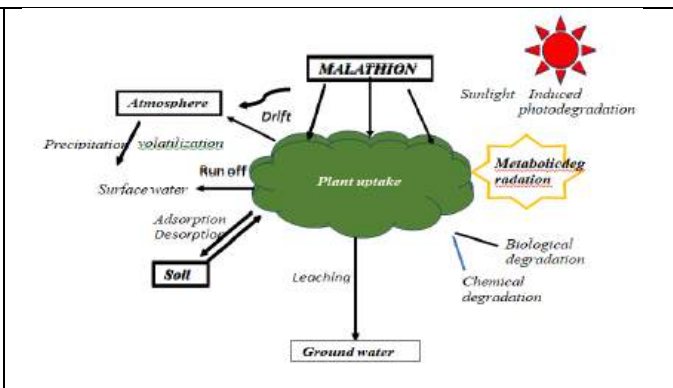 MALATHION
Sunlight Induced
photodegradation
Atmosphere
Drift
Precipitation volatilization
Run off
Plant uptake
Metabolicdeg
radation
Surface water
Adsorption
Desorption
Soil
Biological
degradation
Chemical
degradation
Leaching
Ground water